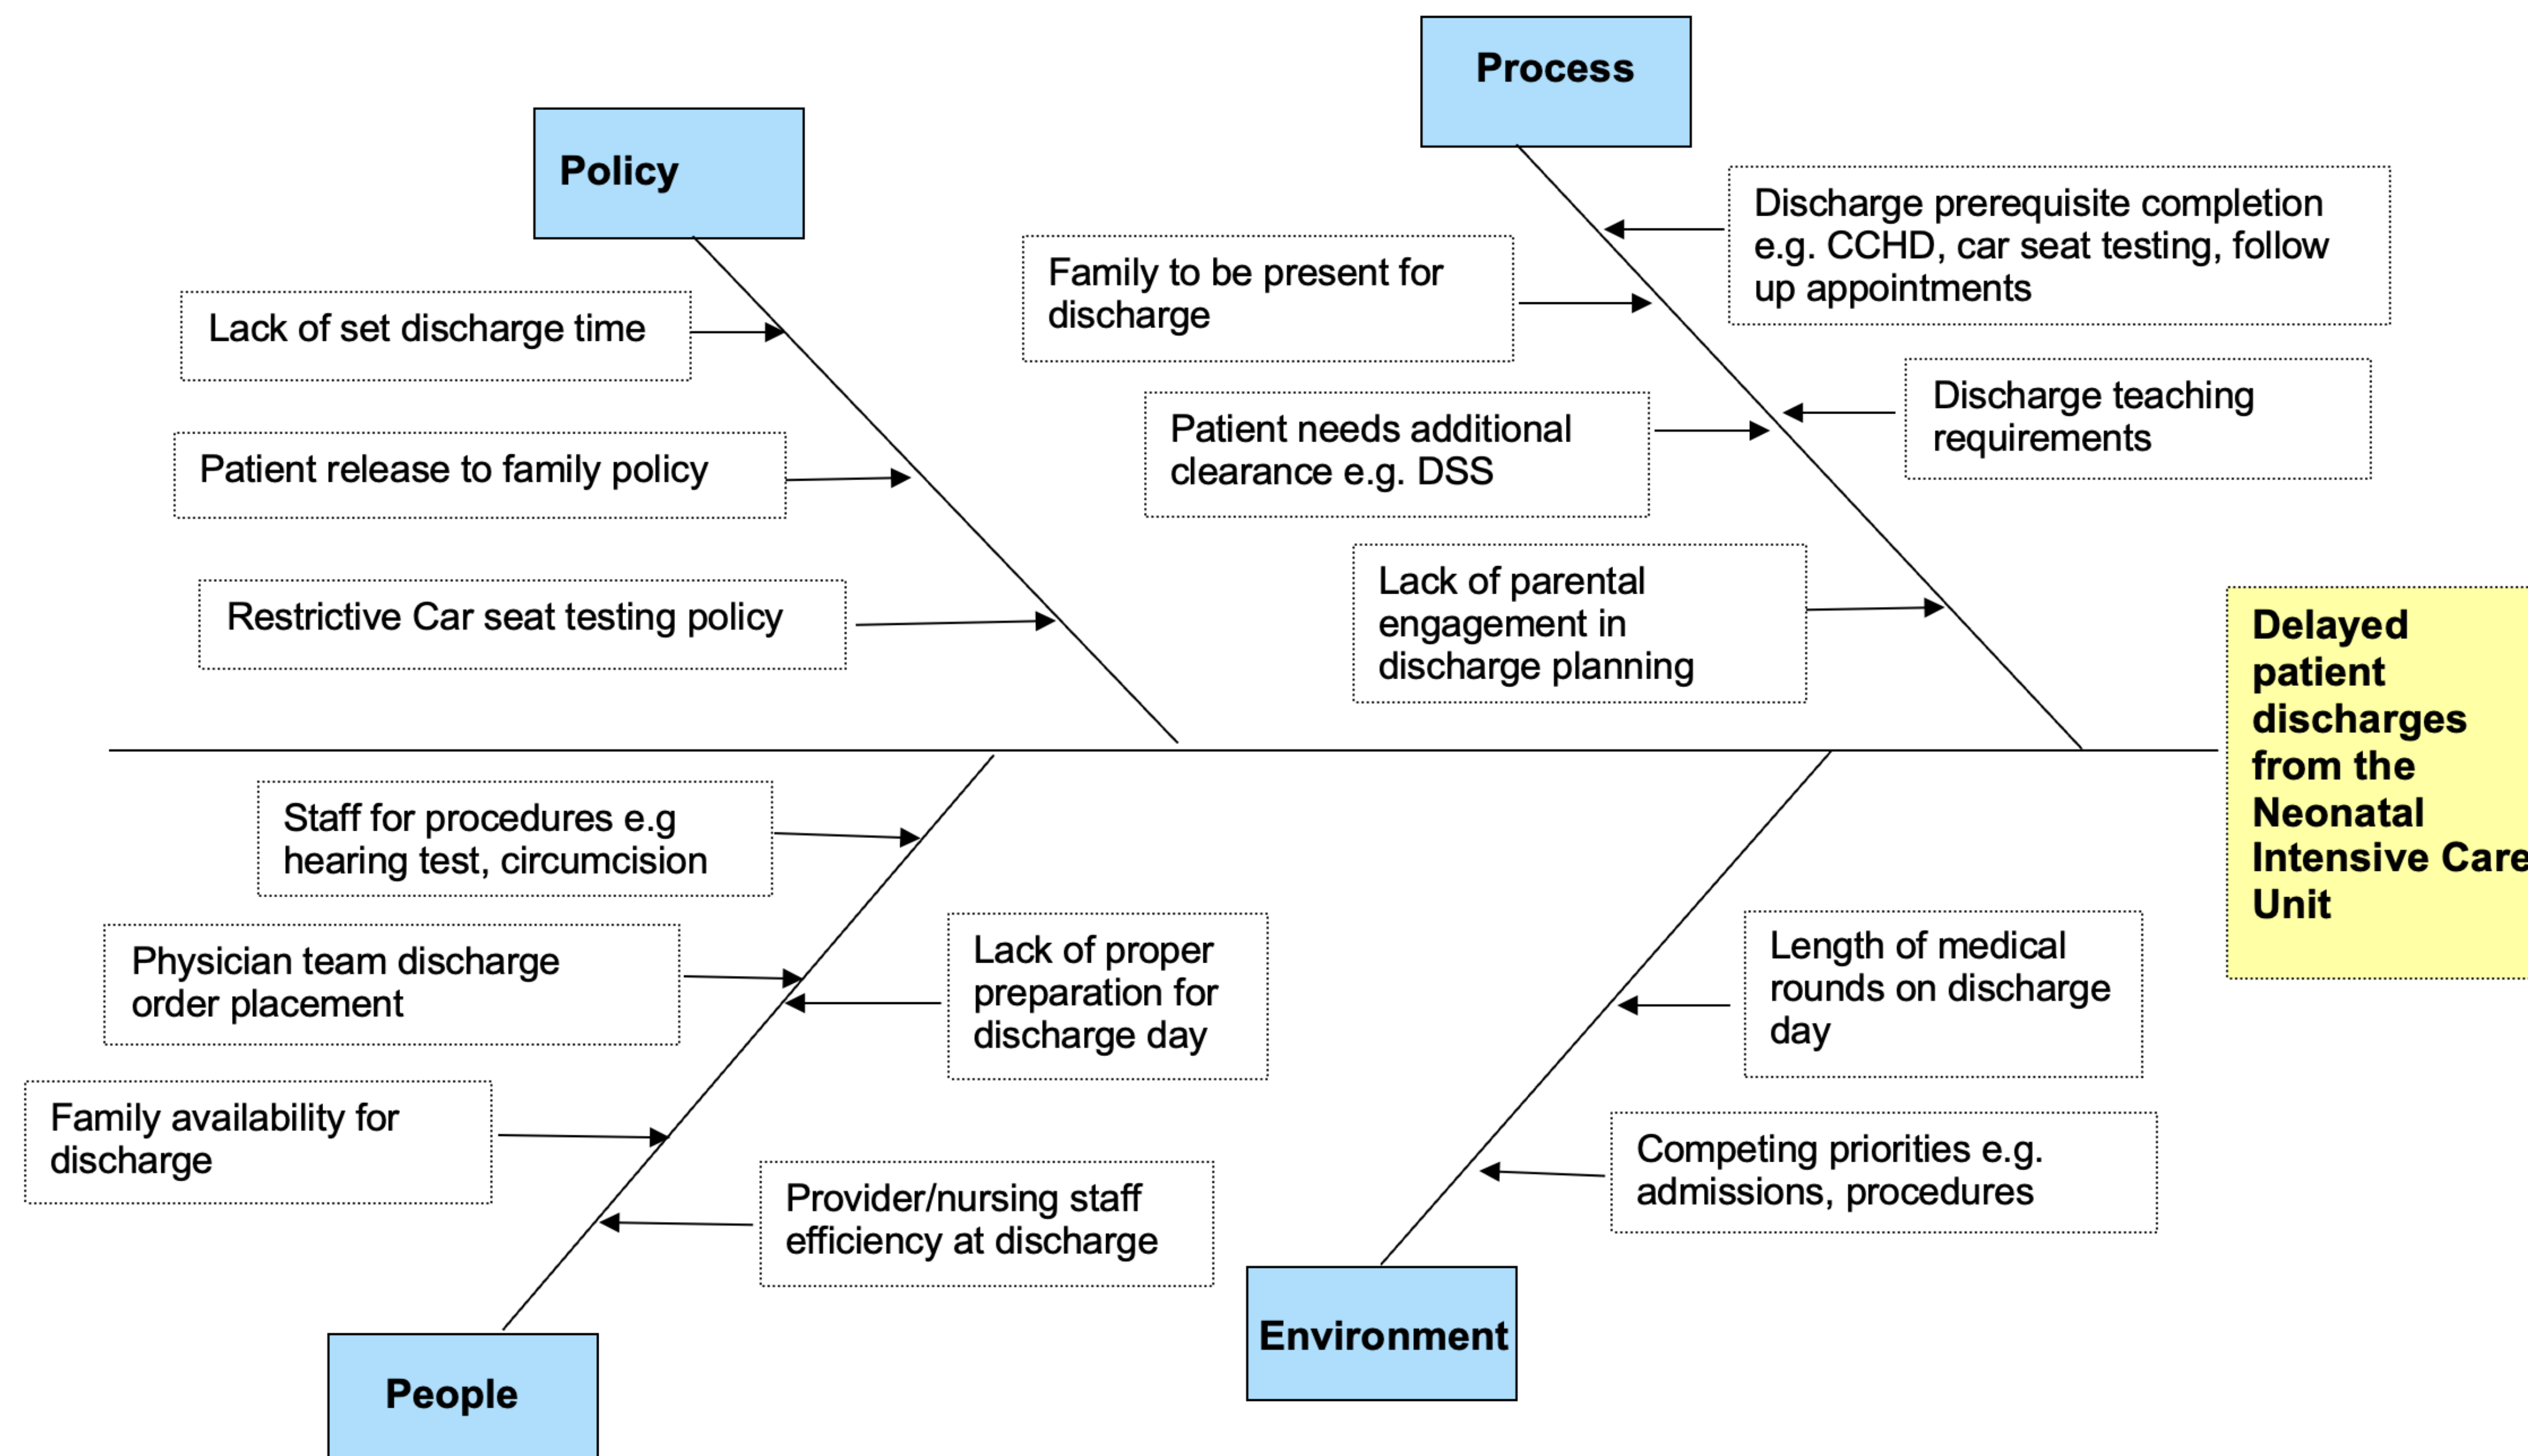 Process
Policy
Discharge prerequisite completion
e.g. CCHD, car seat testing, follow
up appointments
Family to be present for
discharge
Lack of set discharge time
Discharge teaching
requirements
Patient needs additional
clearance e.g. DSS
Patient release to family policy
Lack of parental
engagement in
discharge planning
Restrictive Car seat testing policy
Delayed
patient
discharges
from the
Neonatal
Intensive Care
Unit
Staff for procedures e.g
hearing test, circumcision
Lack of proper
preparation for
discharge day
Physician team discharge
order placement
Length of medical
rounds on discharge
day
Family availability for
discharge
Competing priorities e.g.
admissions, procedures
Provider/nursing staff
efficiency at discharge
Environment
People